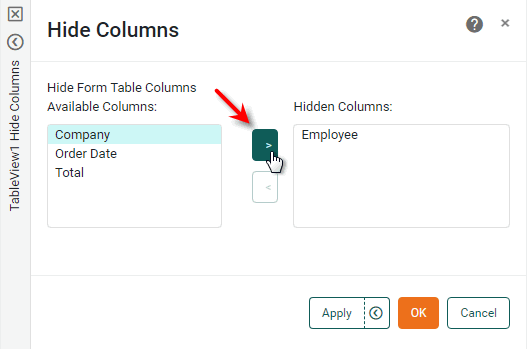 TableView1 Hide Columns
Hide Columns
?
×
Hide Form Table Columns
Available Columns:
Hidden Columns:
Company
Order Date
Total
>
<
Employee
Apply
OK
Cancel